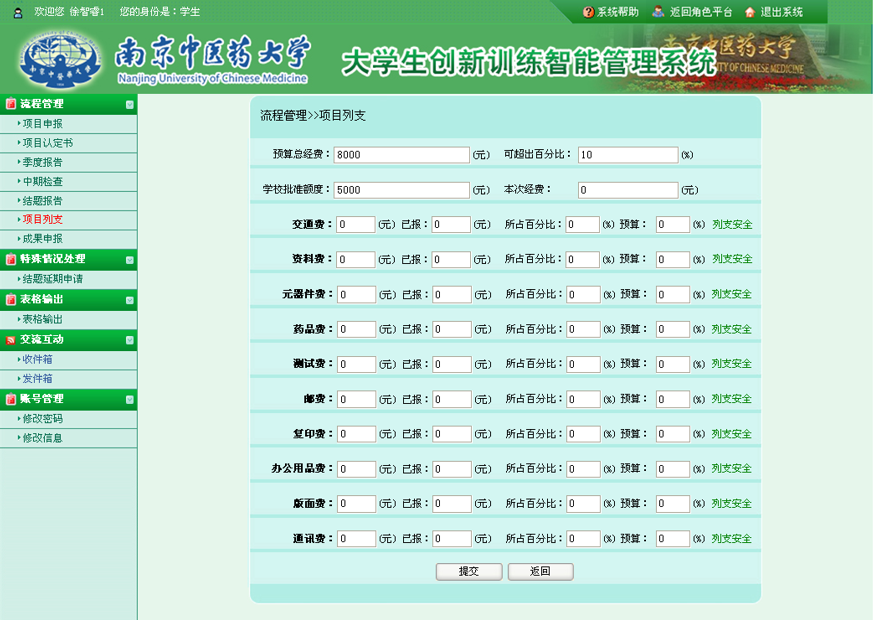 欢迎您 徐智睿1 您的身份是：学生
系统帮助 返回角色平台 退出系统
南京中医药大学
Nanjing University of Chinese Medicine
大学生创新训练智能管理系统
南京中医药大学
UNIVERSITY OF CHINESE MEDICINE
流程管理
项目申报
项目认定书
季度报告
中期检查
结题报告
项目列支
成果申报
特殊情况处理
结题延期申请
表格输出
表格输出
交流互动
收件箱
发件箱
账号管理
修改密码
修改信息
流程管理>>项目列支
预算总经费：8000 (元) 可超出百分比：10 (%)
学校批准额度：5000 (元) 本次经费：0 (元)
交通费：0 (元) 已报：0 (元) 所占百分比：0 (%) 预算：0 (%) 列支安全
资料费：0 (元) 已报：0 (元) 所占百分比：0 (%) 预算：0 (%) 列支安全
元器件费：0 (元) 已报：0 (元) 所占百分比：0 (%) 预算：0 (%) 列支安全
药品费：0 (元) 已报：0 (元) 所占百分比：0 (%) 预算：0 (%) 列支安全
测试费：0 (元) 已报：0 (元) 所占百分比：0 (%) 预算：0 (%) 列支安全
邮费：0 (元) 已报：0 (元) 所占百分比：0 (%) 预算：0 (%) 列支安全
复印费：0 (元) 已报：0 (元) 所占百分比：0 (%) 预算：0 (%) 列支安全
办公用品费：0 (元) 已报：0 (元) 所占百分比：0 (%) 预算：0 (%) 列支安全
版面费：0 (元) 已报：0 (元) 所占百分比：0 (%) 预算：0 (%) 列支安全
通讯费：0 (元) 已报：0 (元) 所占百分比：0 (%) 预算：0 (%) 列支安全
提交 返回